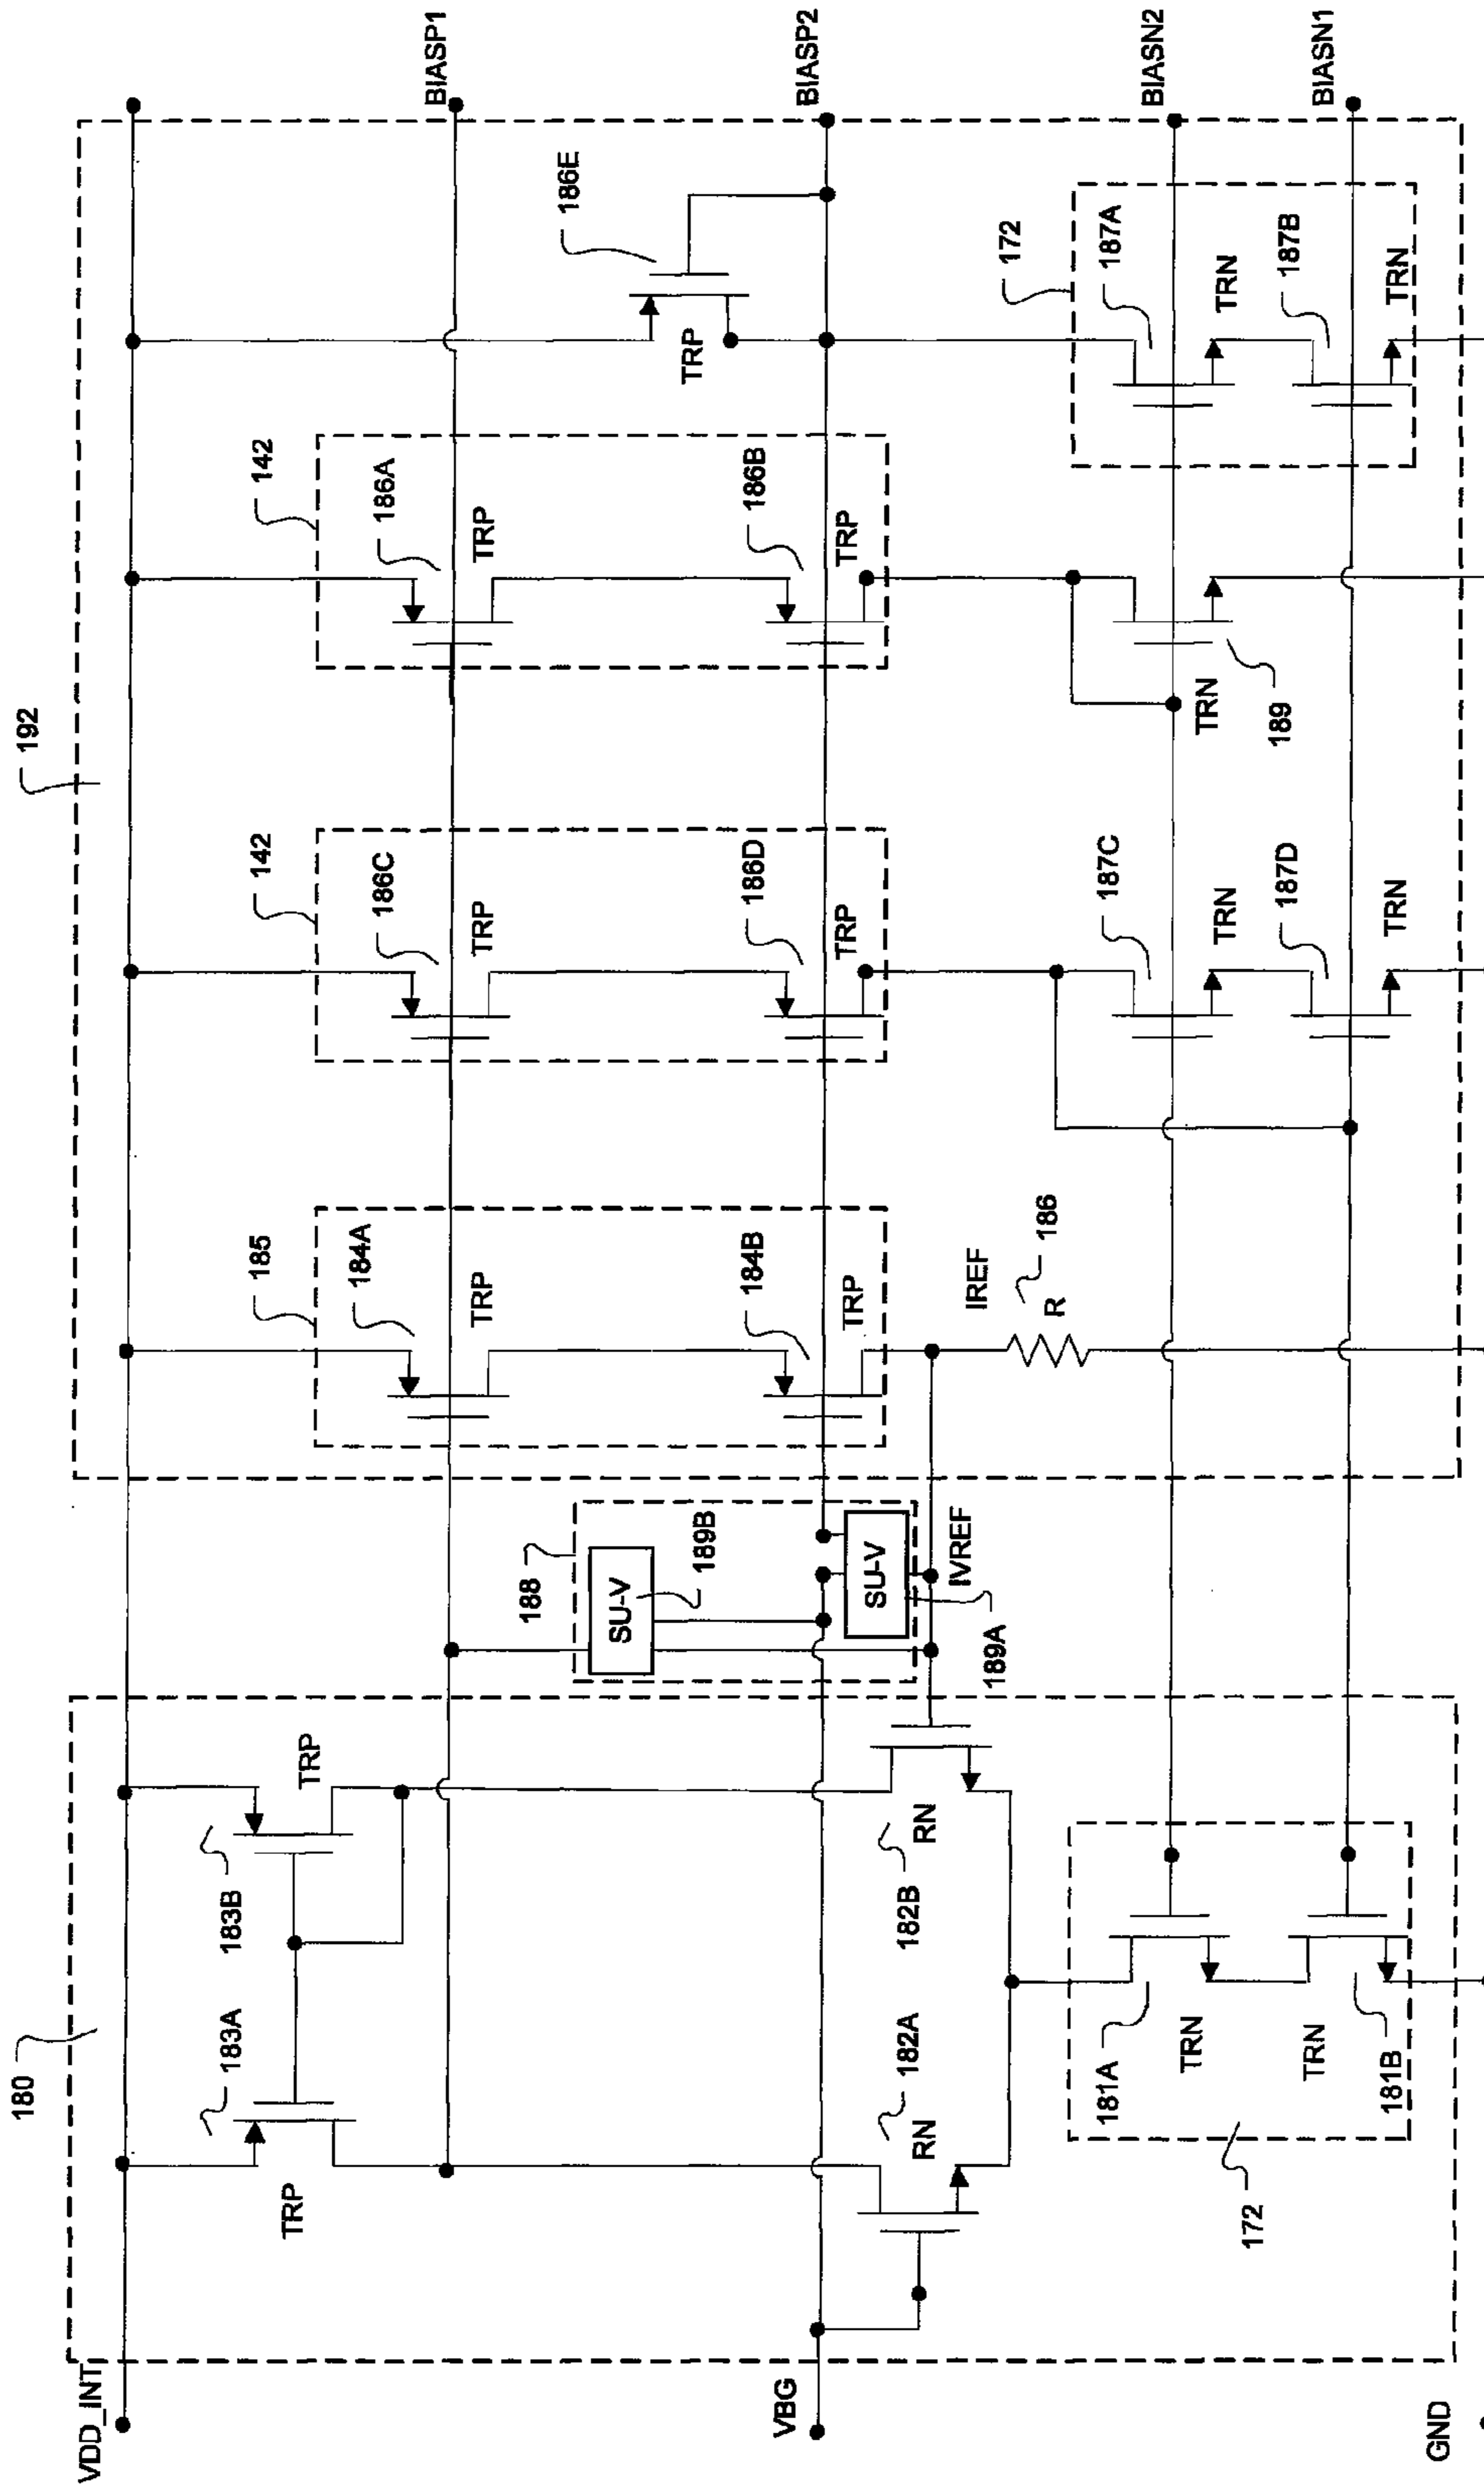 192
180
VDD_INT
183A
TRP
183B
TRP
BIASP1
185
184A
TRP
142
186C
TRP
142
186A
TRP
186E
TRP
188
SU-V
189B
184B
TRP
186D
TRP
186B
TRP
BIASP2
VBG
SU-V
IVREF
189A
182A
RN
182B
RN
IREF
186
R
187C
TRN
187D
TRN
TRN
189
172
187A
TRN
187B
TRN
BIASN2
BIASN1
181A
TRN
TRN
181B
172
GND